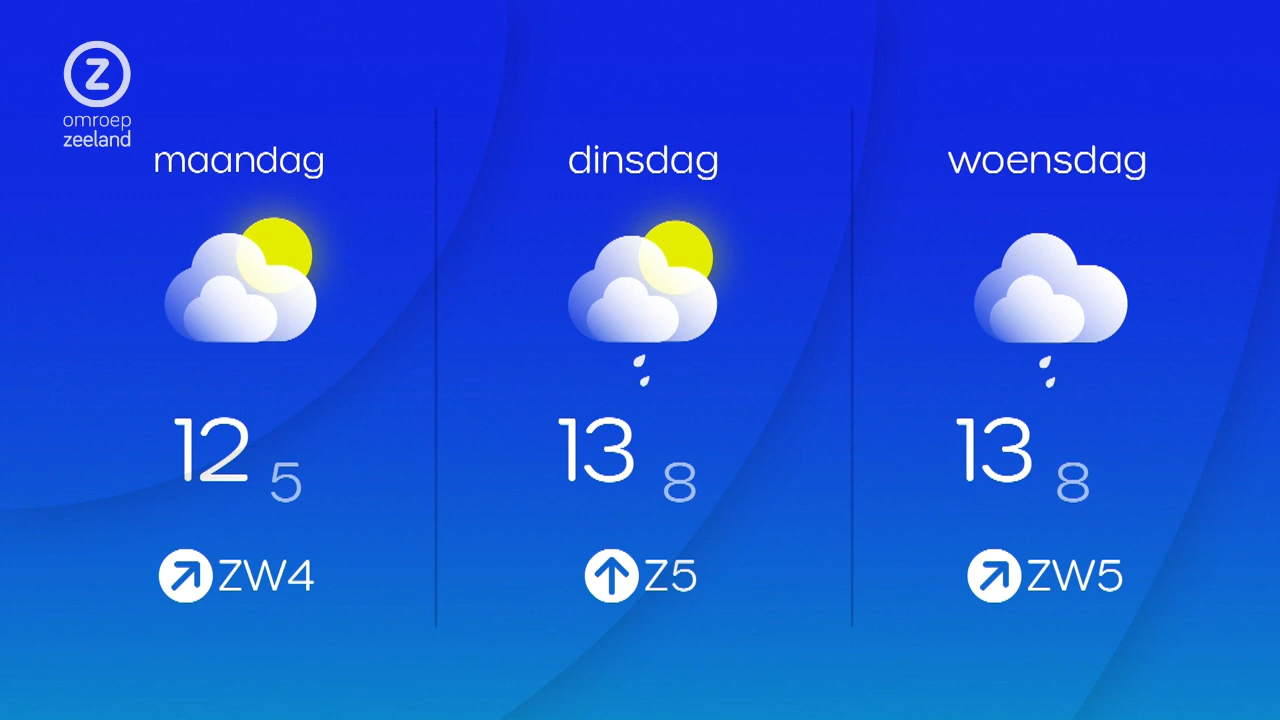 Z
omroep
zeeland
maandag
12 5
ZW4
dinsdag
13 8
Z5
woensdag
13 8
ZW5